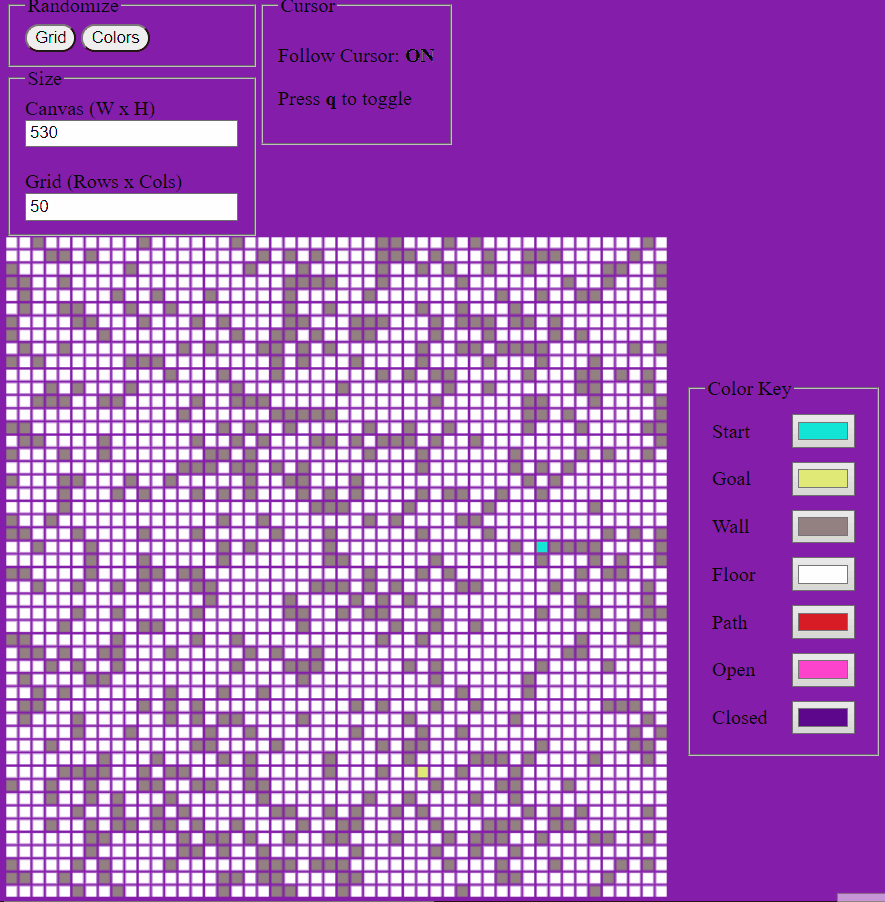 Randomize
Grid Colors
Cursor
Follow Cursor: ON
Press q to toggle
Size
Canvas (W x H)
530
Grid (Rows x Cols)
50
Color Key
Start
Goal
Wall
Floor
Path
Open
Closed